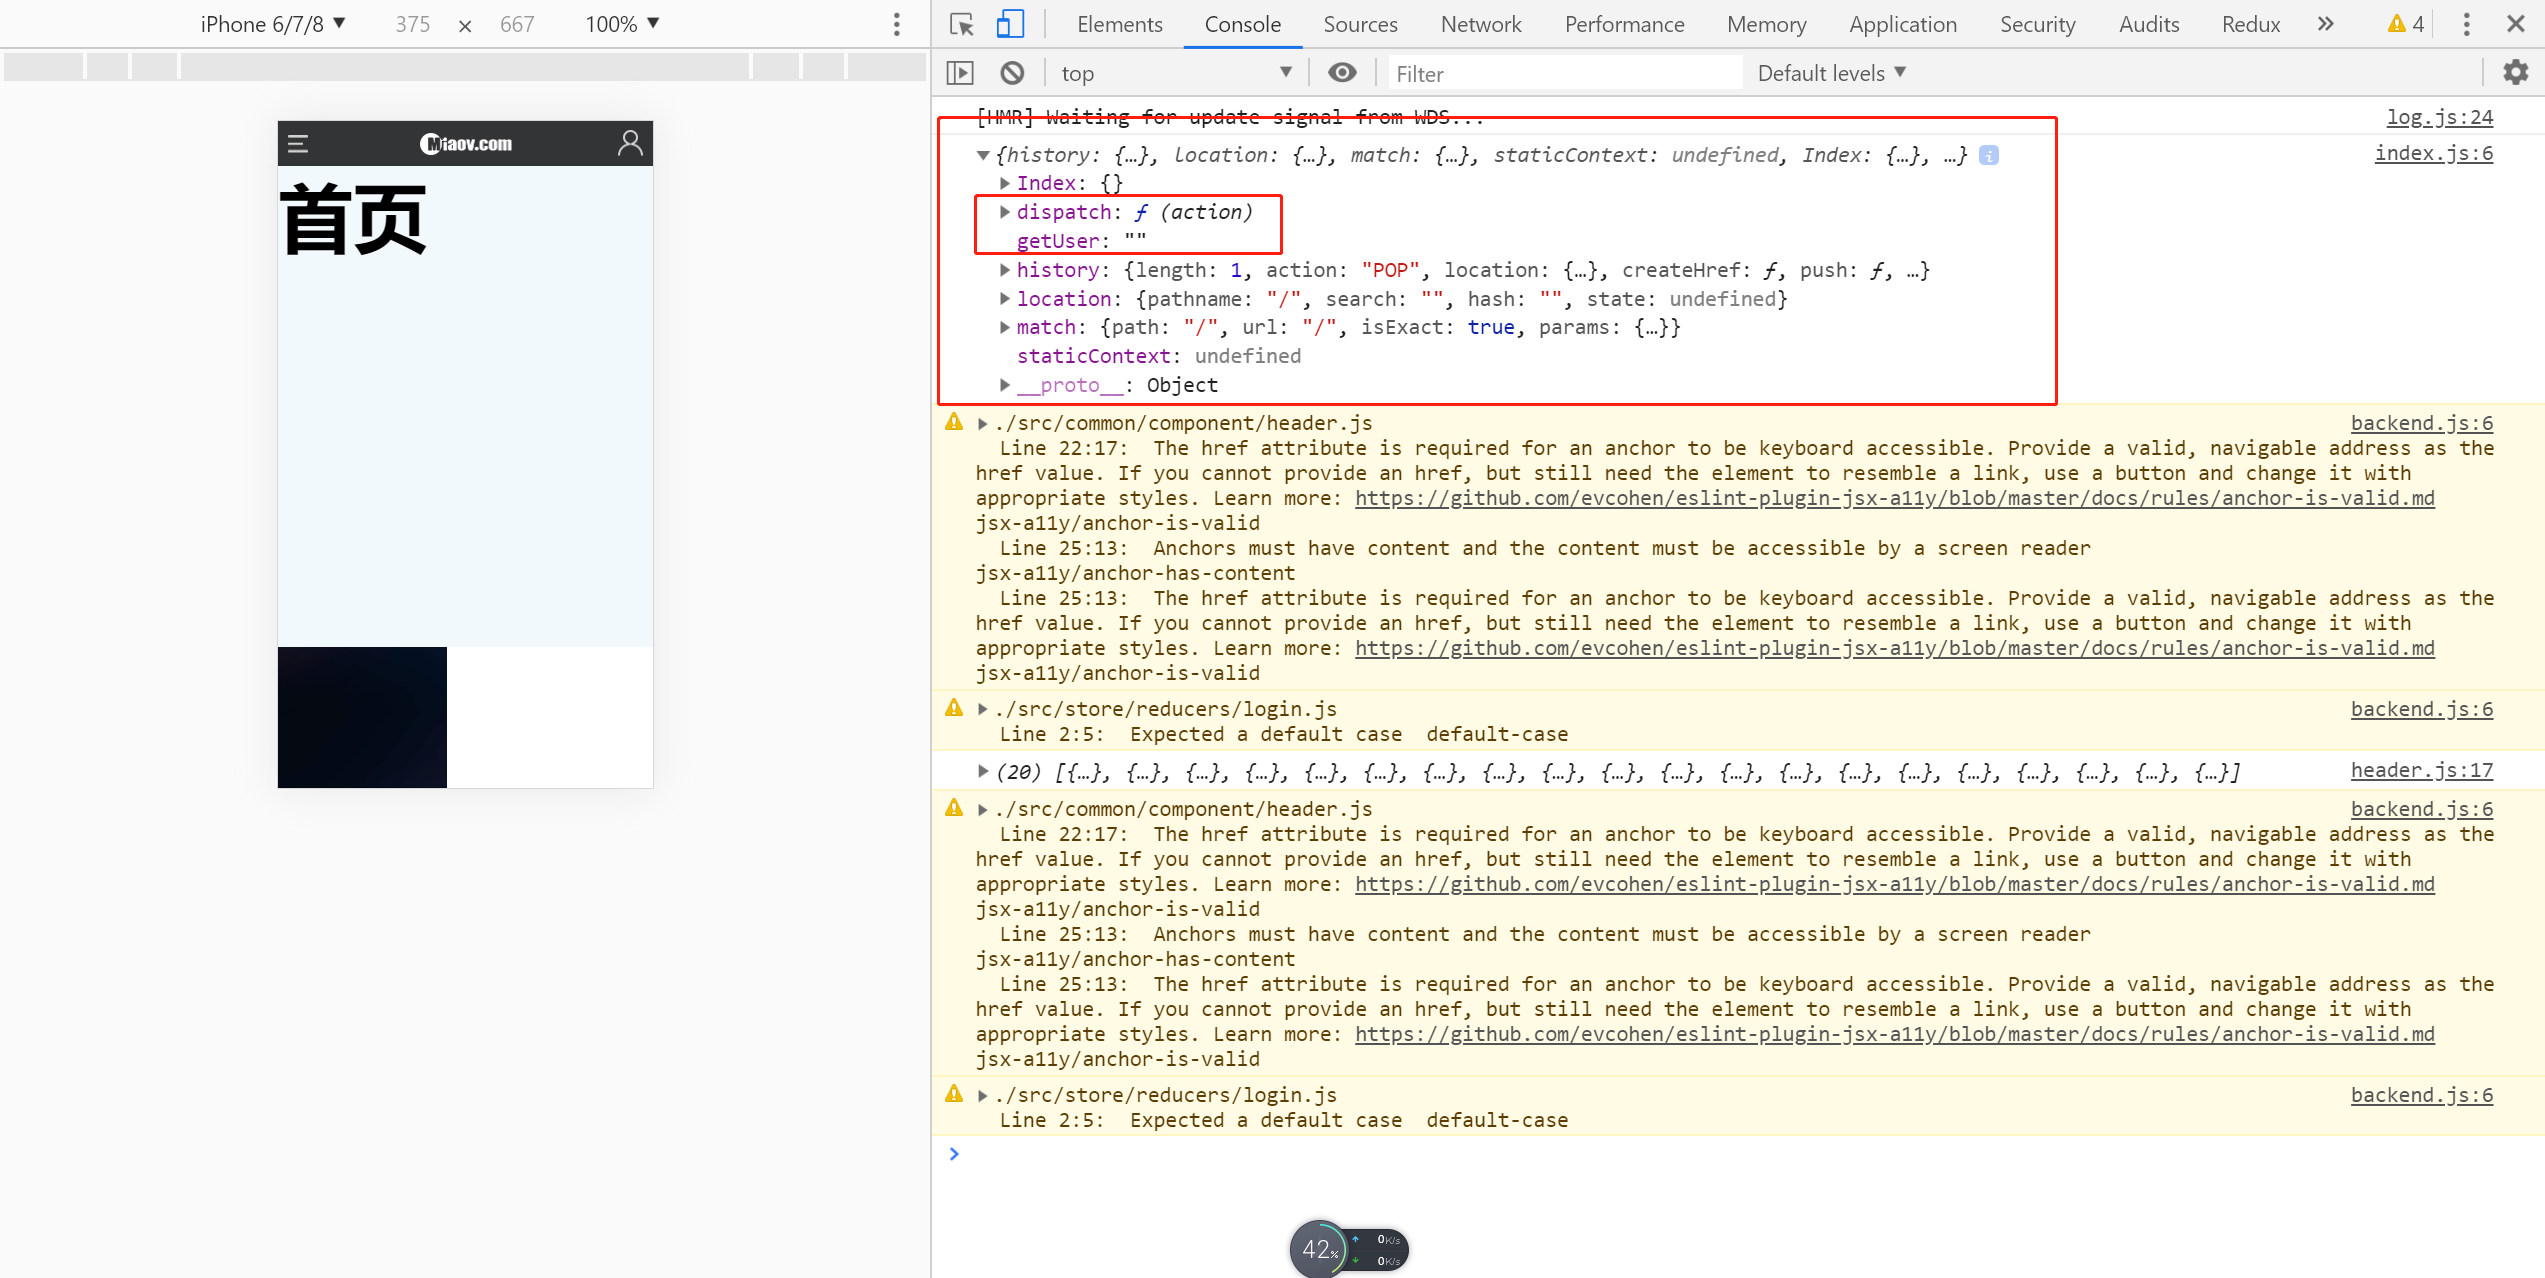 iPhone 6/7/8 ▼ 375 × 667 100% ▼
Miaov.com
首页
Elements Console Sources Network Performance Memory Application Security Audits Redux » 4
top ▼ Filter Default levels ▼
[HMR] Waiting for update signal from WDS... log.js:24
{history: {…}, location: {…}, match: {…}, staticContext: undefined, Index: {…}, …} i index.js:6
Index: {}
dispatch: ƒ (action)
getUser: ""
history: {length: 1, action: "POP", location: {…}, createHref: ƒ, push: ƒ, …}
location: {pathname: "/", search: "", hash: "", state: undefined}
match: {path: "/", url: "/", isExact: true, params: {…}}
staticContext: undefined
__proto__: Object
./src/common/component/header.js backend.js:6
Line 22:17: The href attribute is required for an anchor to be keyboard accessible. Provide a valid, navigable address as the
href value. If you cannot provide an href, but still need the element to resemble a link, use a button and change it with
appropriate styles. Learn more: https://github.com/evcohen/eslint-plugin-jsx-a11y/blob/master/docs/rules/anchor-is-valid.md
jsx-a11y/anchor-is-valid
Line 25:13: Anchors must have content and the content must be accessible by a screen reader
jsx-a11y/anchor-has-content
Line 25:13: The href attribute is required for an anchor to be keyboard accessible. Provide a valid, navigable address as the
href value. If you cannot provide an href, but still need the element to resemble a link, use a button and change it with
appropriate styles. Learn more: https://github.com/evcohen/eslint-plugin-jsx-a11y/blob/master/docs/rules/anchor-is-valid.md
jsx-a11y/anchor-is-valid
./src/store/reducers/login.js backend.js:6
Line 2:5: Expected a default case default-case
(20) [{…}, {…}, {…}, {…}, {…}, {…}, {…}, {…}, {…}, {…}, {…}, {…}, {…}, {…}, {…}, {…}, {…}, {…}, {…}, {…}] header.js:17
./src/common/component/header.js backend.js:6
Line 22:17: The href attribute is required for an anchor to be keyboard accessible. Provide a valid, navigable address as the
href value. If you cannot provide an href, but still need the element to resemble a link, use a button and change it with
appropriate styles. Learn more: https://github.com/evcohen/eslint-plugin-jsx-a11y/blob/master/docs/rules/anchor-is-valid.md
jsx-a11y/anchor-is-valid
Line 25:13: Anchors must have content and the content must be accessible by a screen reader
jsx-a11y/anchor-has-content
Line 25:13: The href attribute is required for an anchor to be keyboard accessible. Provide a valid, navigable address as the
href value. If you cannot provide an href, but still need the element to resemble a link, use a button and change it with
appropriate styles. Learn more: https://github.com/evcohen/eslint-plugin-jsx-a11y/blob/master/docs/rules/anchor-is-valid.md
jsx-a11y/anchor-is-valid
./src/store/reducers/login.js backend.js:6
Line 2:5: Expected a default case default-case
42% 0K/s
0K/s